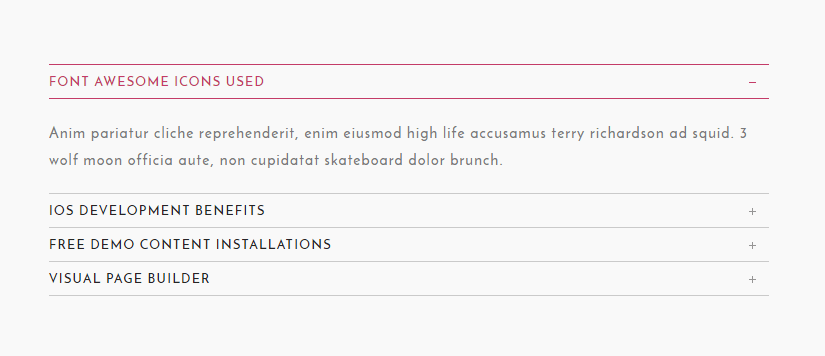 FONT AWESOME ICONS USED −
Anim pariatur cliche reprehenderit, enim eiusmod high life accusamus terry richardson ad squid. 3
wolf moon officia aute, non cupidatat skateboard dolor brunch.
IOS DEVELOPMENT BENEFITS +
FREE DEMO CONTENT INSTALLATIONS +
VISUAL PAGE BUILDER +